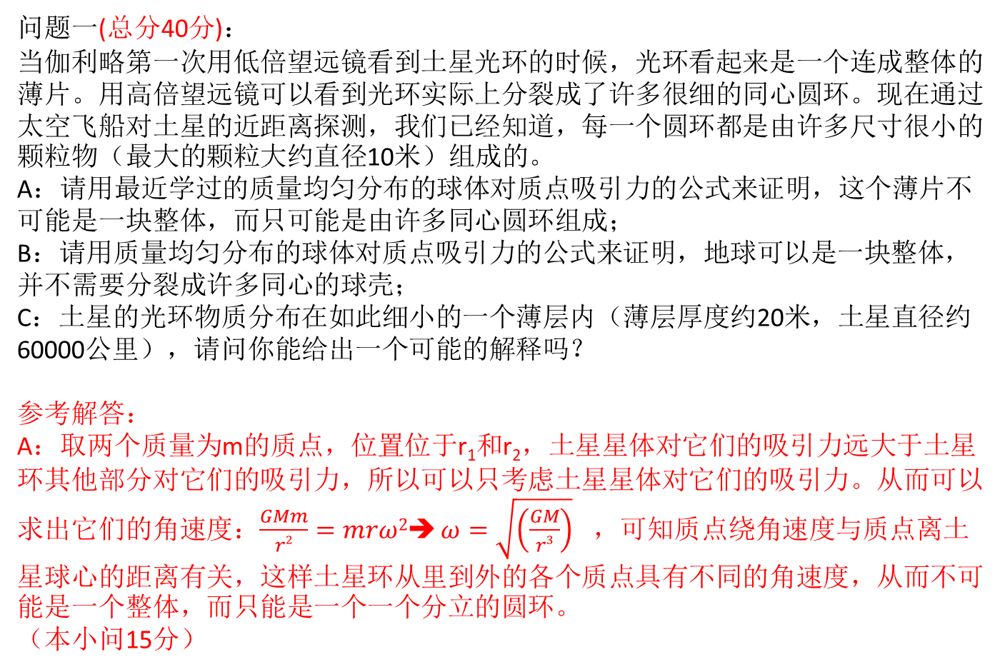 问题一(总分40分)：
当伽利略第一次用低倍望远镜看到土星光环的时候，光环看起来是一个连成整体的
薄片。用高倍望远镜可以看到光环实际上分裂成了许多很细的同心圆环。现在通过
太空飞船对土星的近距离探测，我们已经知道，每一个圆环都是由许多尺寸很小的
颗粒物（最大的颗粒大约直径10米）组成的。
A：请用最近学过的质量均匀分布的球体对质点吸引力的公式来证明，这个薄片不
可能是一块整体，而只可能是由许多同心圆环组成；
B：请用质量均匀分布的球体对质点吸引力的公式来证明，地球可以是一块整体，
并不需要分裂成许多同心的球壳；
C：土星的光环物质分布在如此细小的一个薄层内（薄层厚度约20米，土星直径约
60000公里），请问你能给出一个可能的解释吗？
参考解答：
A：取两个质量为m的质点，位置位于r₁和r₂，土星星体对它们的吸引力远大于土星
环其他部分对它们的吸引力，所以可以只考虑土星星体对它们的吸引力。从而可以
求出它们的角速度：$\frac{GMm}{r^2} = mr\omega^2$➔$\omega = \sqrt{\left(\frac{GM}{r^3}\right)}$ ，可知质点绕角速度与质点离土
星球心的距离有关，这样土星环从里到外的各个质点具有不同的角速度，从而不可
能是一个整体，而只能是一个一个分立的圆环。
（本小问15分）